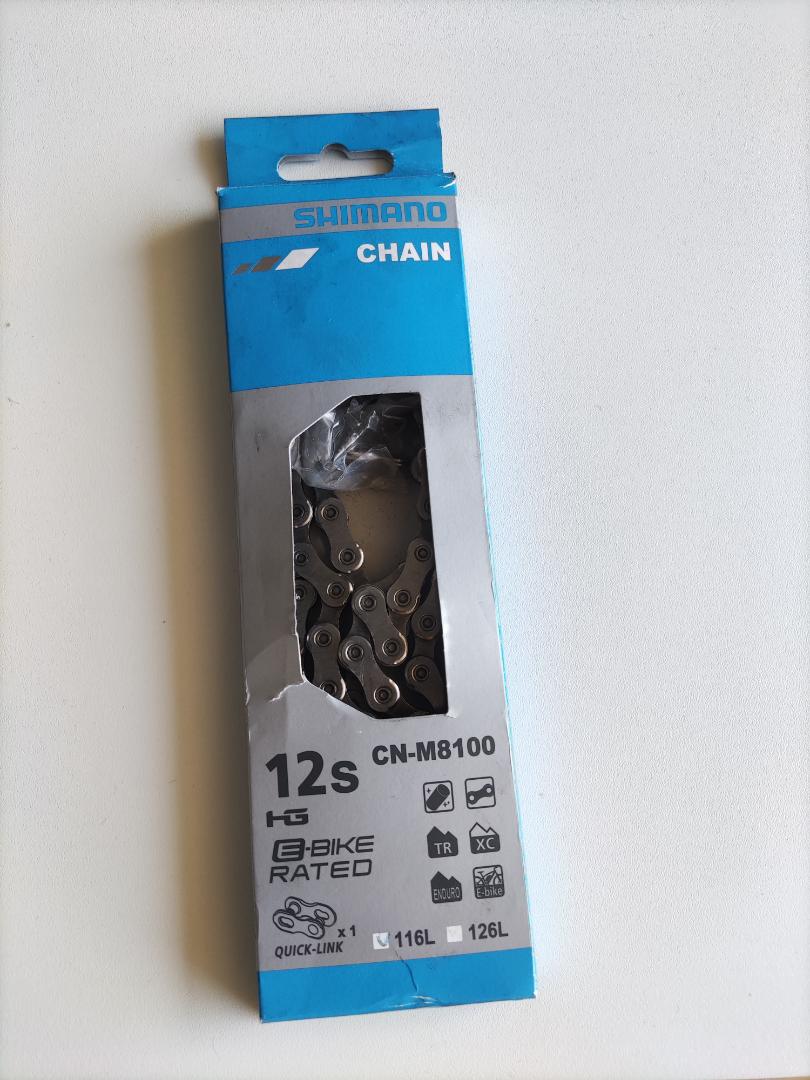 SHIMANO
CHAIN
12s
CN-M8100
HG
E-BIKE
RATED
TR
XC
ENDURO
E-bike
x 1
QUICK-LINK
116L
126L